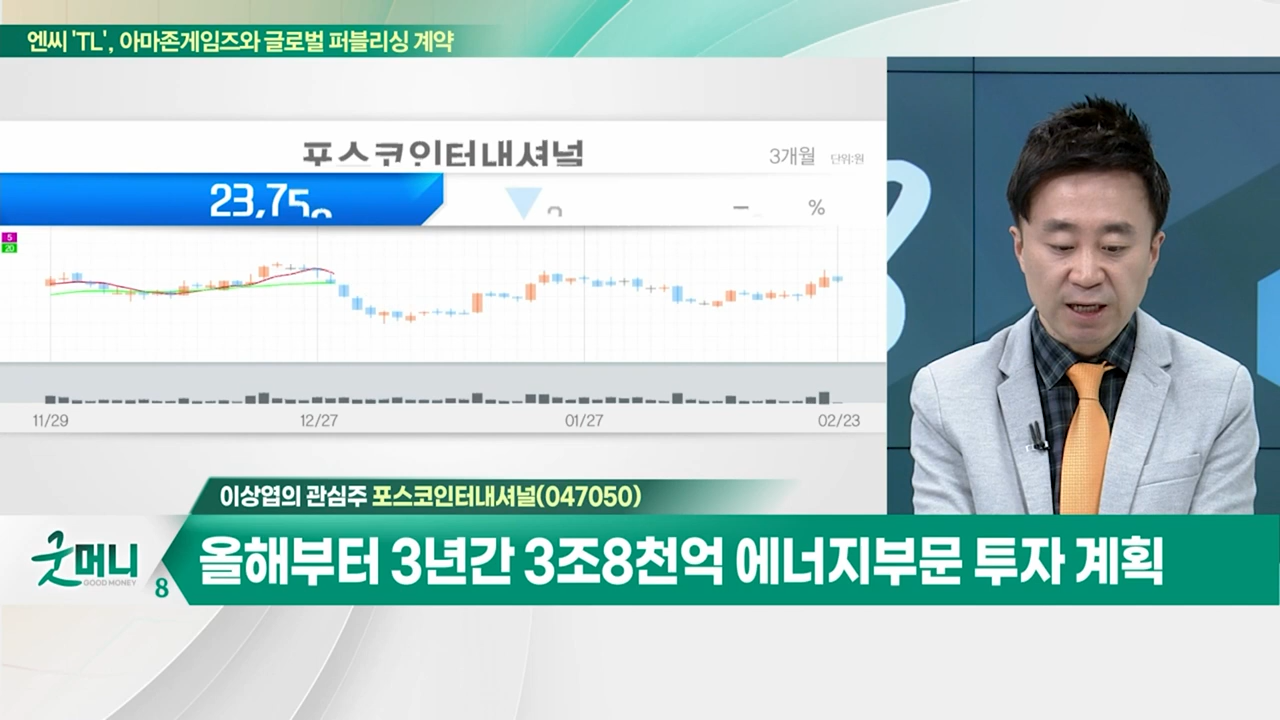 엔씨 'TL', 아마존게임즈와 글로벌 퍼블리싱 계약
포스코인터내셔널
3개월 단위:원
%
5
20
11/29 12/27 01/27 02/23
이상엽의 관심주 포스코인터내셔널(047050)
올해부터 3년간 3조8천억 에너지부문 투자 계획
굿머니
GOOD MONEY
8